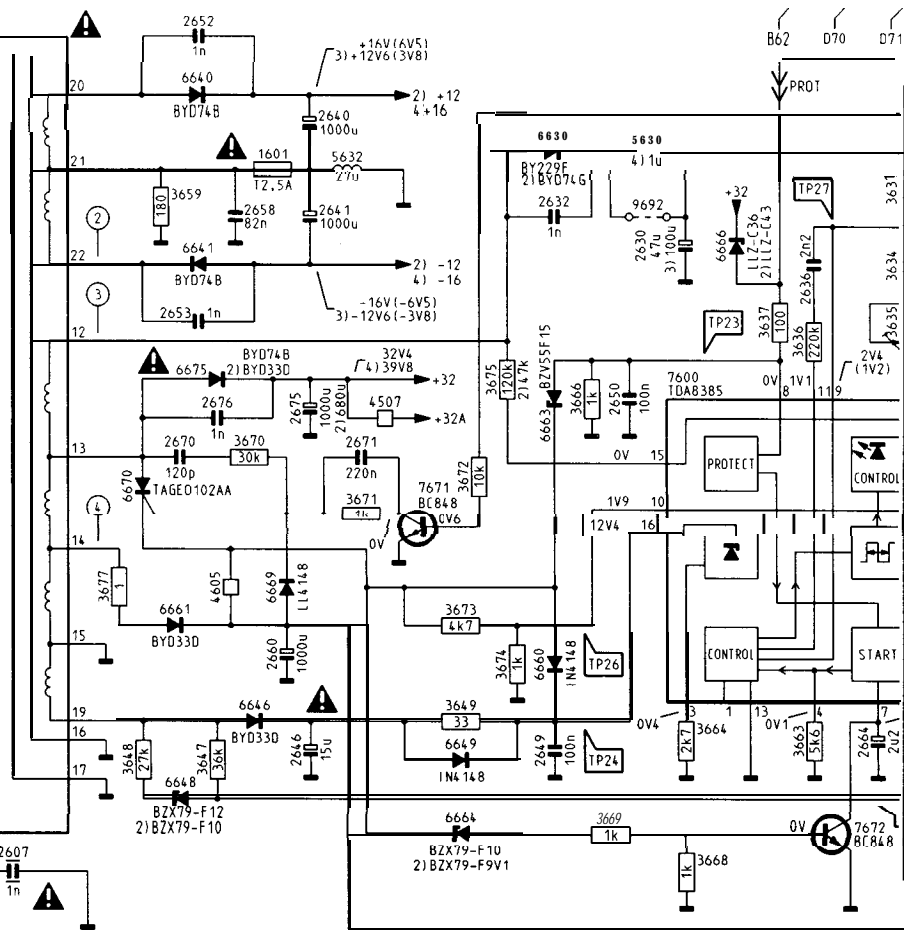 2652
1n
+16V(6V5)
3)+12V6(3V8)
B62
D70
D71
PROT
20
6640
BYD74B
2) +12
4+16
2640
1000u
21
1601
T2,5A
5632
27u
6630
5630
4) 1u
BY229F
2)BYD74G
3659
180
2658
82n
2641
1000u
2632
1n
9692
2630
47u
3)100u
+32
6666
LLZ-C36
2)LLZ-C43
TP27
3631
2
22
6641
BYD74B
2) -12
4) -16
2636
2n2
3634
3
2653
1n
-16V(-6V5)
3)-12V6(-3V8)
TP23
3637
100
3636
220k
3635
12
BYD74B
2)BYD33D
6675
32V4
4)39V8
+32
3675
120k
2)47k
BZV55F15
6663
3666
1k
2650
100n
7600
TDA8385
0V
8
1V1
11
9
2V4
(1V2)
2676
1n
2675
1000u
2)680u
4507
+32A
13
2670
120p
3670
30k
2671
220n
3672
10k
0V
15
PROTECT
CONTROL
6670
TAGEO102AA
3671
1k
7671
BC848
0V6
0V
1V9
10
12V4
16
4
14
3677
1
4605
6669
LL4148
6661
BYD33D
2660
1000u
3673
4k7
3674
1k
6660
IN4148
TP26
CONTROL
START
15
19
6646
BYD33D
3649
33
0V4
3
1
13
0V1
4
7
3664
2k7
3663
5k6
2664
2u2
16
3648
27k
3647
36k
2646
15u
6649
IN4148
2649
100n
TP24
17
6648
BZX79-F12
2)BZX79-F10
6664
BZX79-F10
2)BZX79-F9V1
3669
1k
0V
7672
BC848
2607
1n
3668
1k